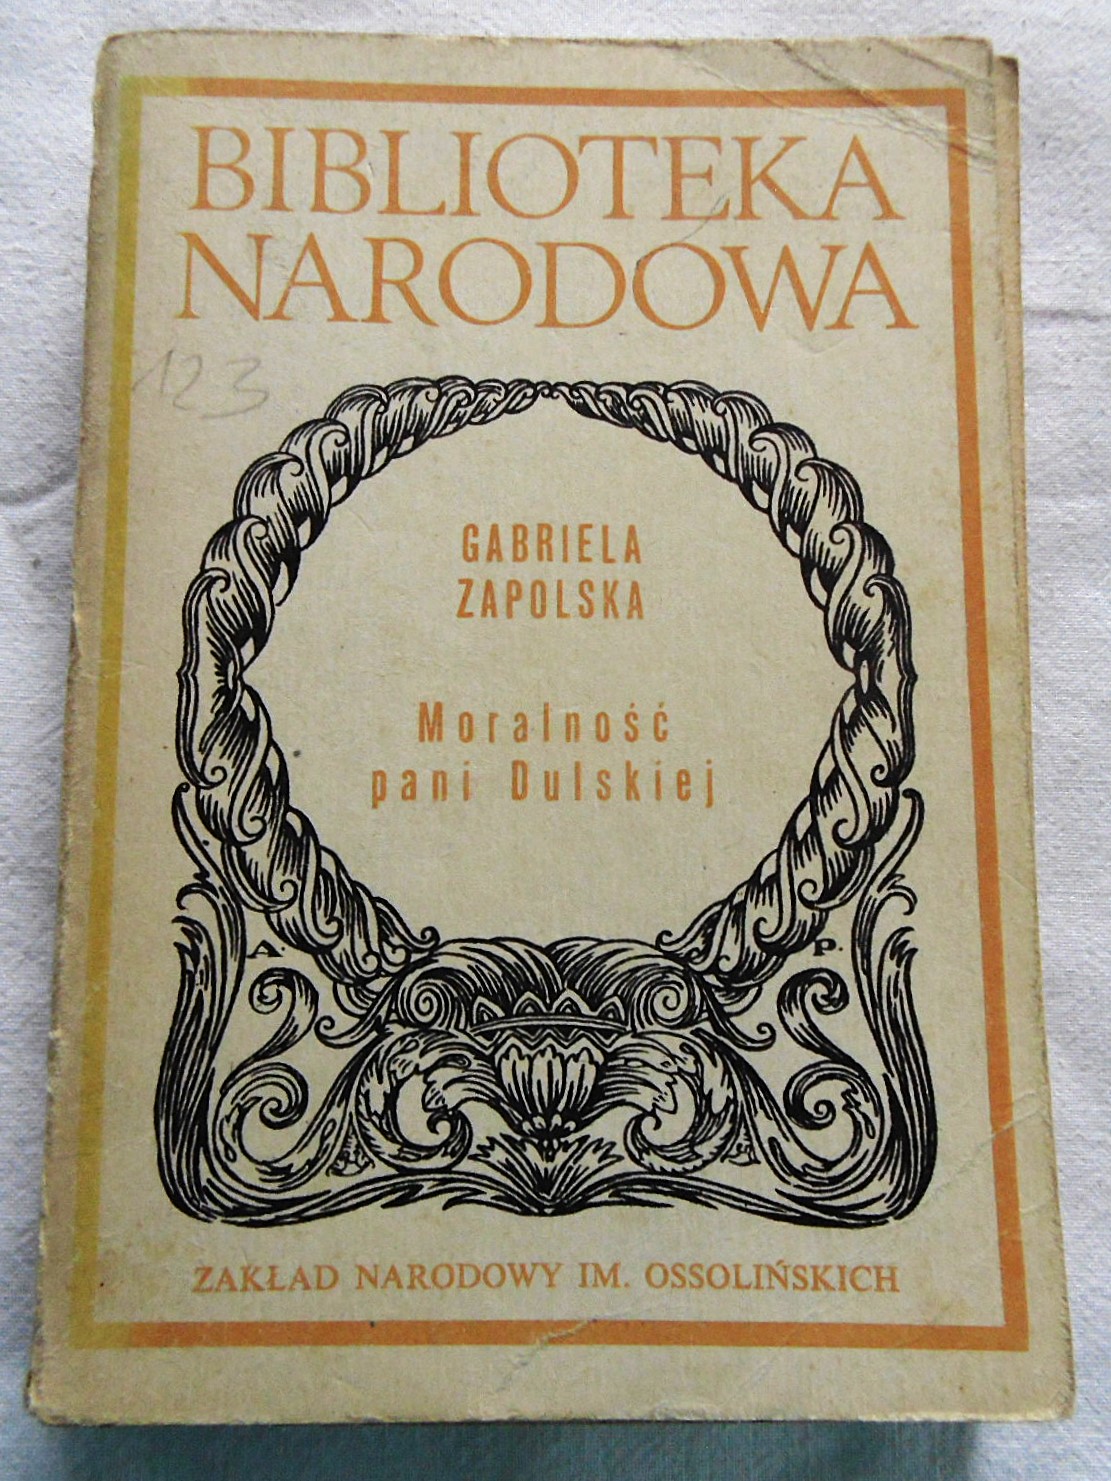 BIBLIOTEKA
NARODOWA
123
GABRIELA
ZAPOLSKA
Moralność
pani Dulskiej
A. P.
ZAKŁAD NARODOWY IM. OSSOLIŃSKICH